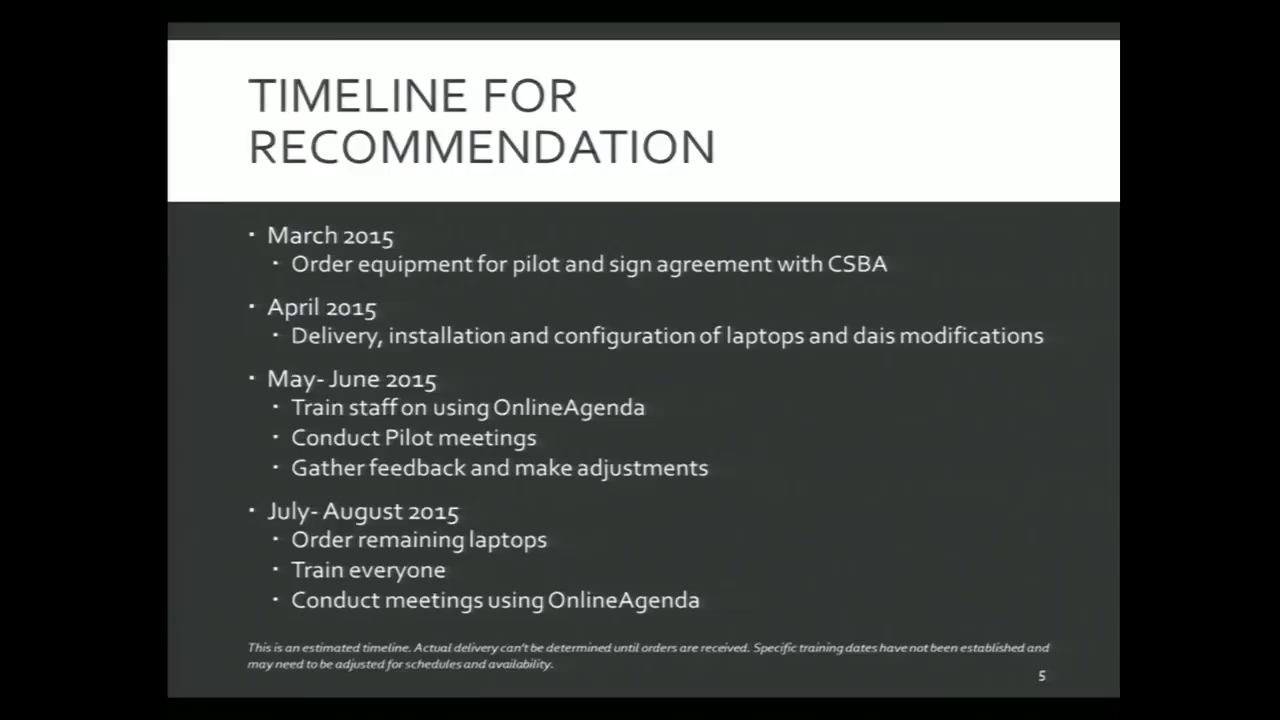 TIMELINE FOR
RECOMMENDATION
▪ March 2015
▪ Order equipment for pilot and sign agreement with CSBA
▪ April 2015
▪ Delivery, installation and configuration of laptops and dais modifications
▪ May- June 2015
▪ Train staff on using OnlineAgenda
▪ Conduct Pilot meetings
▪ Gather feedback and make adjustments
▪ July- August 2015
▪ Order remaining laptops
▪ Train everyone
▪ Conduct meetings using OnlineAgenda
This is an estimated timeline. Actual delivery can't be determined until orders are received. Specific training dates have not been established and
may need to be adjusted for schedules and availability.
5